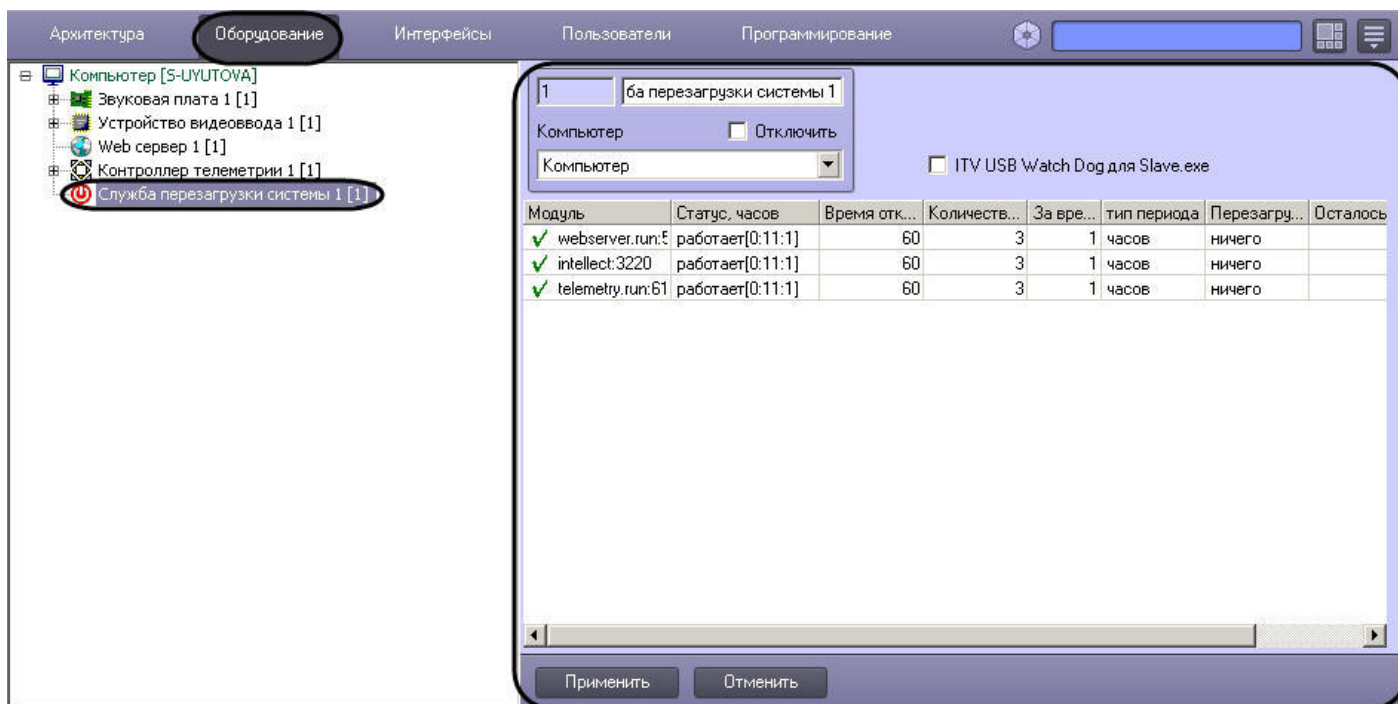 Архитектура Оборудование Интерфейсы Пользователи Программирование
Компьютер [S-UYUTOVA]
Звуковая плата 1 [1]
Устройство видеоввода 1 [1]
Web сервер 1 [1]
Контроллер телеметрии 1 [1]
Служба перезагрузки системы 1 [1]
1 ба перезагрузки системы 1
Компьютер Отключить
Компьютер
ITV USB Watch Dog для Slave.exe
Модуль Статус, часов Время отк... Количеств... За вре... тип периода Перезагру... Осталось
webserver.run:5 работает[0:11:1] 60 3 1 часов ничего
intellect:3220 работает[0:11:1] 60 3 1 часов ничего
telemetry.run:61 работает[0:11:1] 60 3 1 часов ничего
Применить Отменить